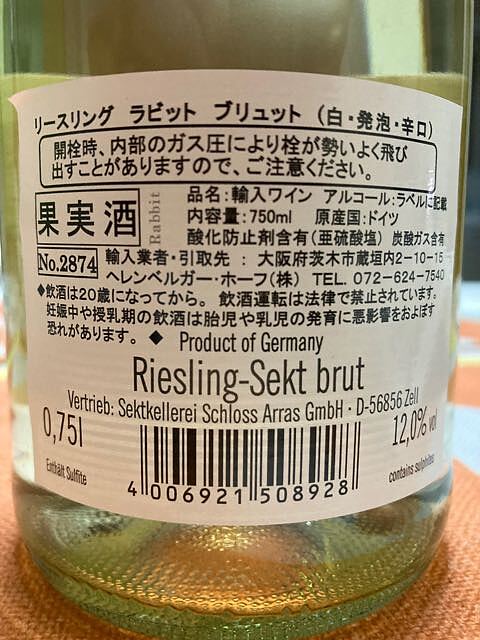 リースリング ラビット ブリュット (白・発泡・辛口)
開栓時、内部のガス圧により栓が勢いよく飛び
出すことがありますので、ご注意ください。
果実酒
Rabbit
品名:輸入ワイン アルコール:ラベルに記載
内容量:750ml 原産国:ドイツ
酸化防止剤含有(亜硫酸塩) 炭酸ガス含有
No.2874
輸入業者・引取先 : 大阪府茨木市蔵垣内2-10-15
ヘレンベルガー・ホーフ(株) TEL. 072-624-7540
◆飲酒は20歳になってから。飲酒運転は法律で禁止されています。
妊娠中や授乳期の飲酒は胎児や乳児の発育に悪影響をおよぼす
恐れがあります。 ◆ Product of Germany
Riesling-Sekt brut
Vertrieb: Sektkellerei Schloss Arras GmbH · D-56856 Zell
0,75l
12,0% vol
Enthält Sulfite
contains sulphites
4 006921 508928